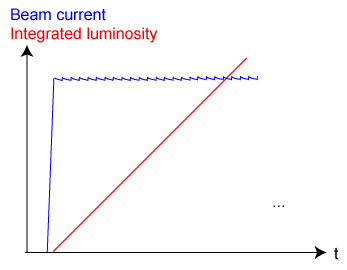 Beam current
Integrated luminosity
...
t